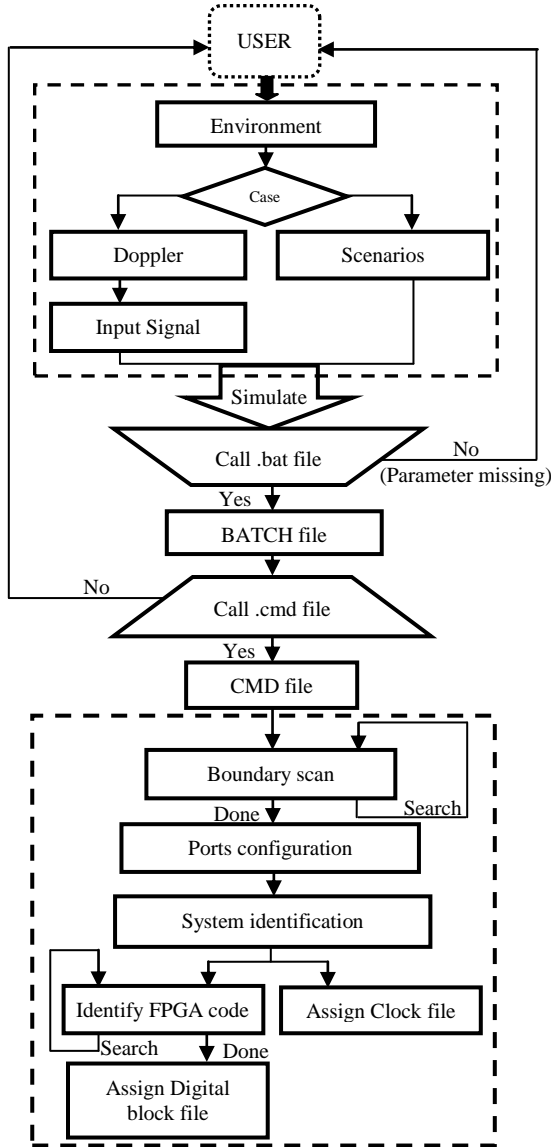 USER
Environment
Case
Doppler
Scenarios
Input Signal
Simulate
Call .bat file
No
(Parameter missing)
Yes
BATCH file
No
Call .cmd file
Yes
CMD file
Boundary scan
Done
Search
Ports configuration
System identification
Identify FPGA code
Assign Clock file
Search
Done
Assign Digital
block file